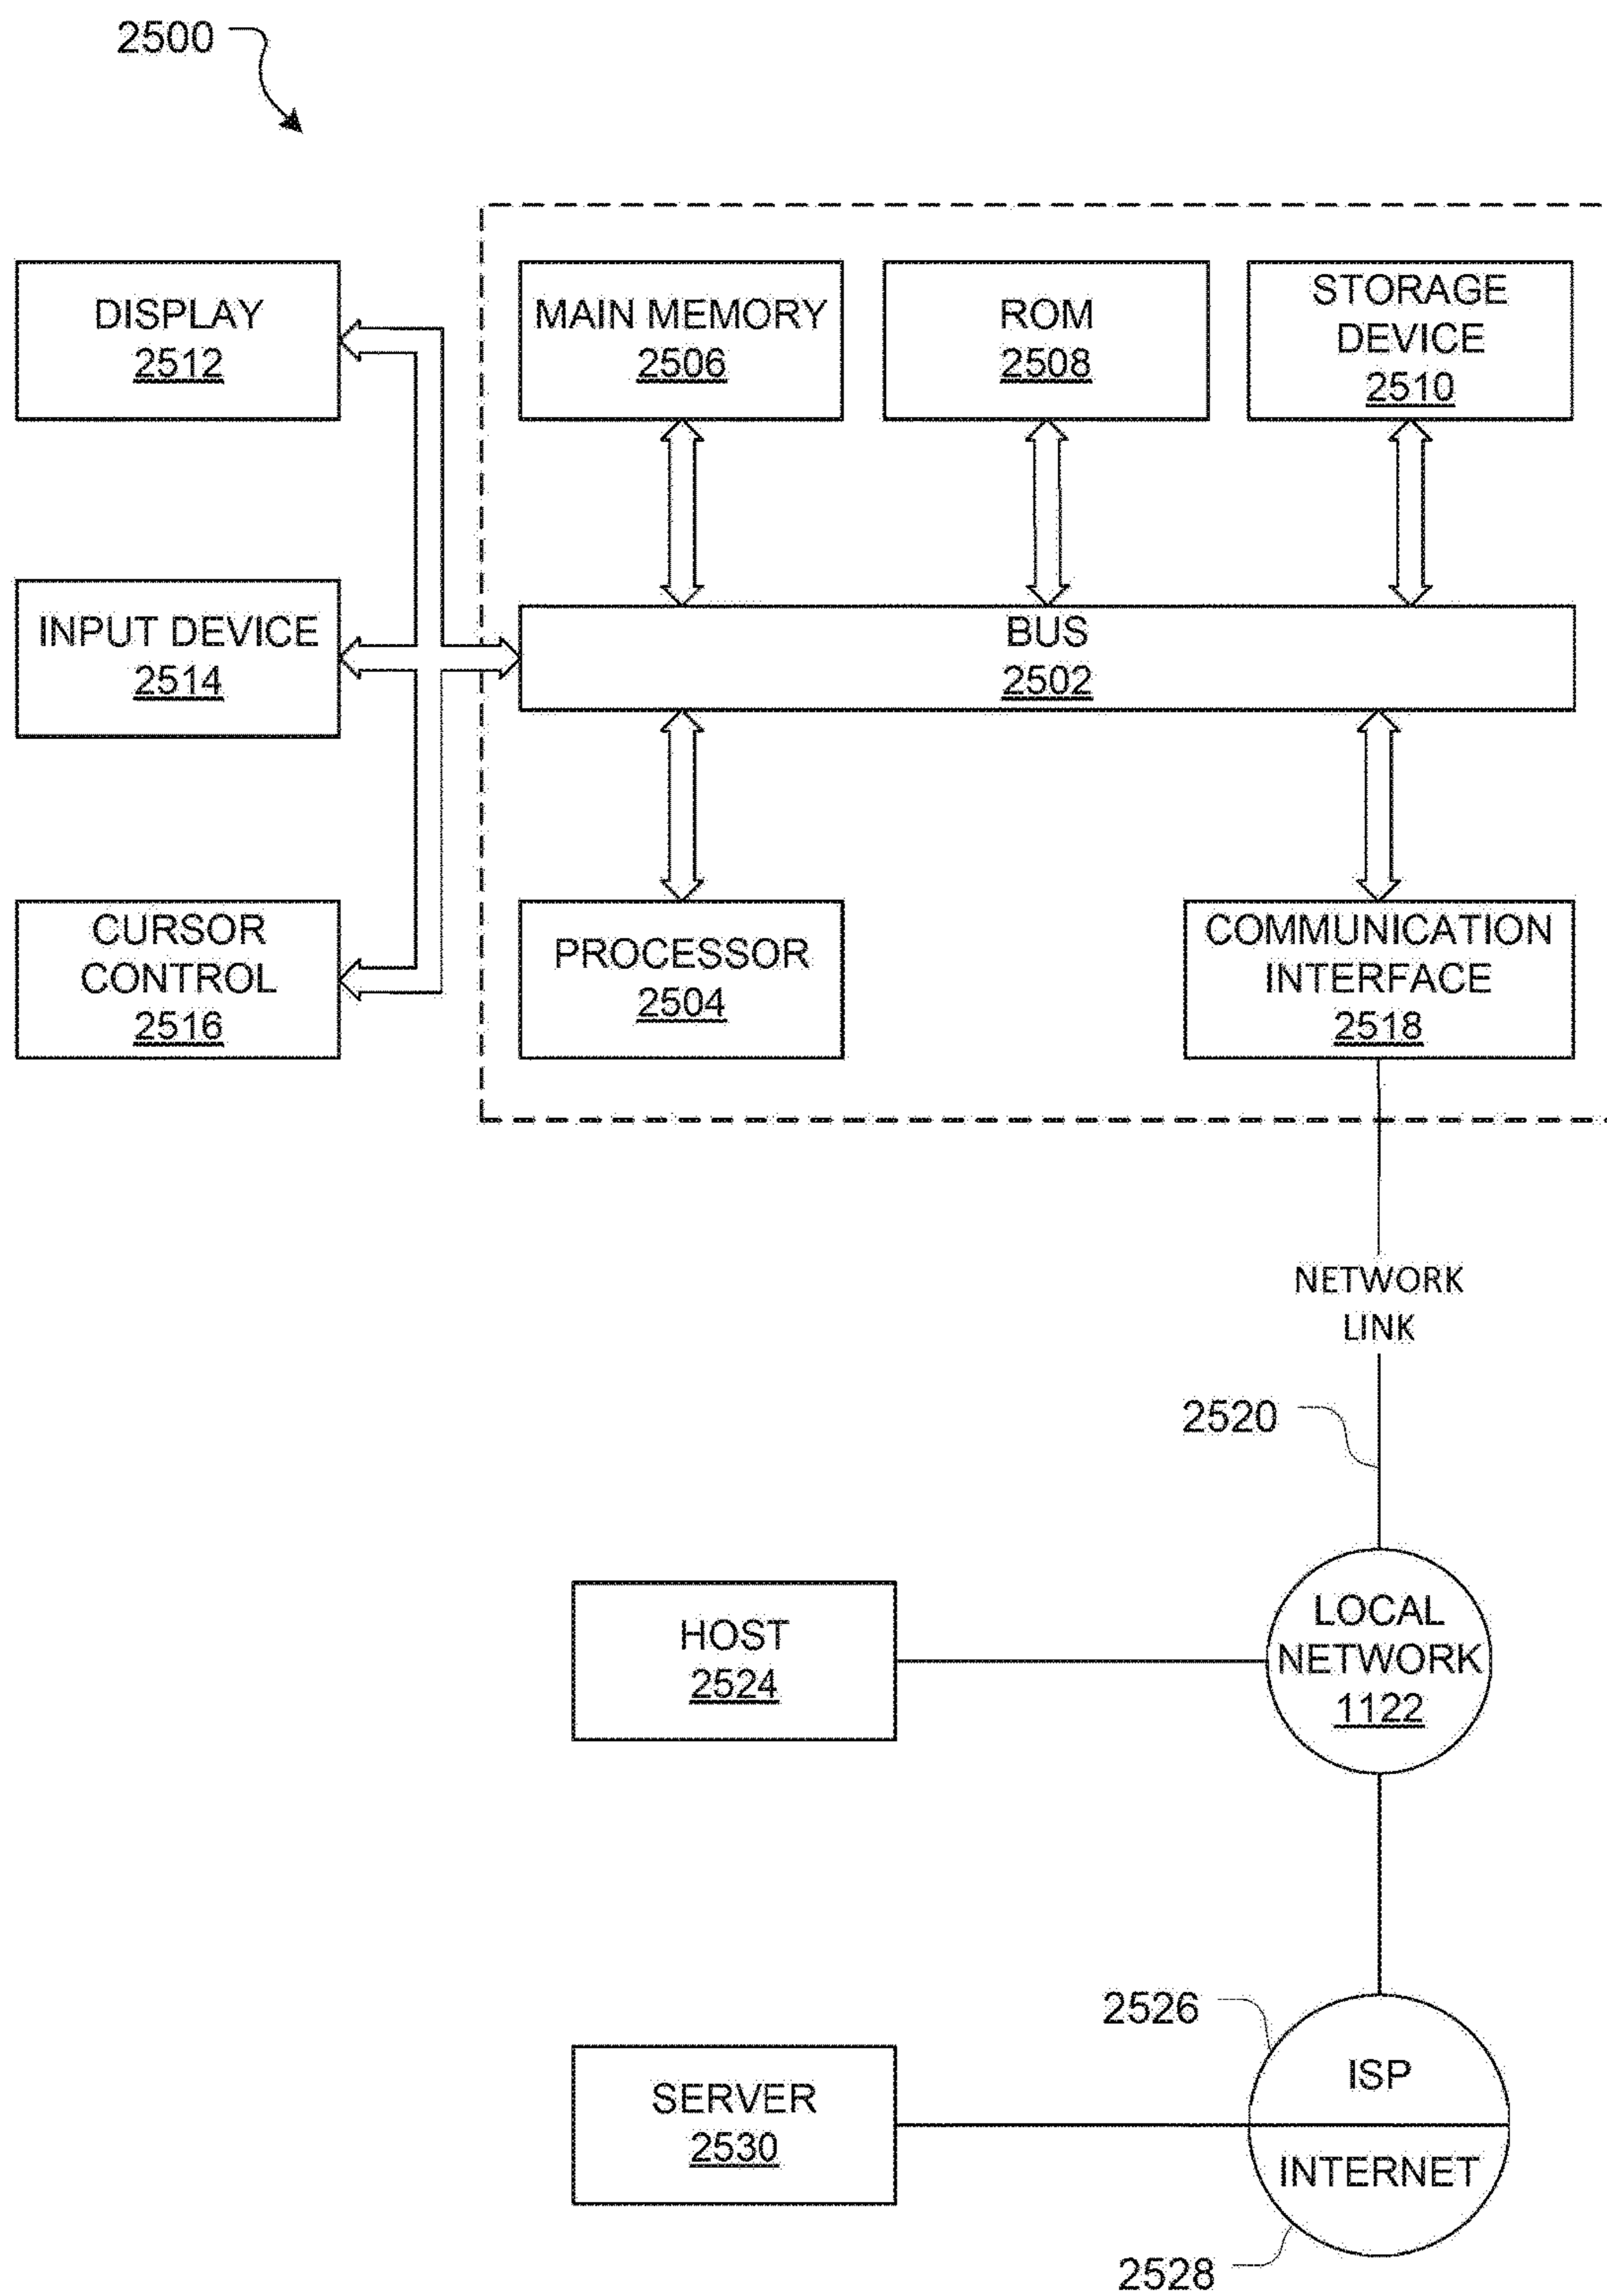 2500
DISPLAY
2512
MAIN MEMORY
2506
ROM
2508
STORAGE
DEVICE
2510
INPUT DEVICE
2514
BUS
2502
CURSOR
CONTROL
2516
PROCESSOR
2504
COMMUNICATION
INTERFACE
2518
NETWORK
LINK
2520
HOST
2524
LOCAL
NETWORK
1122
2526
ISP
SERVER
2530
INTERNET
2528